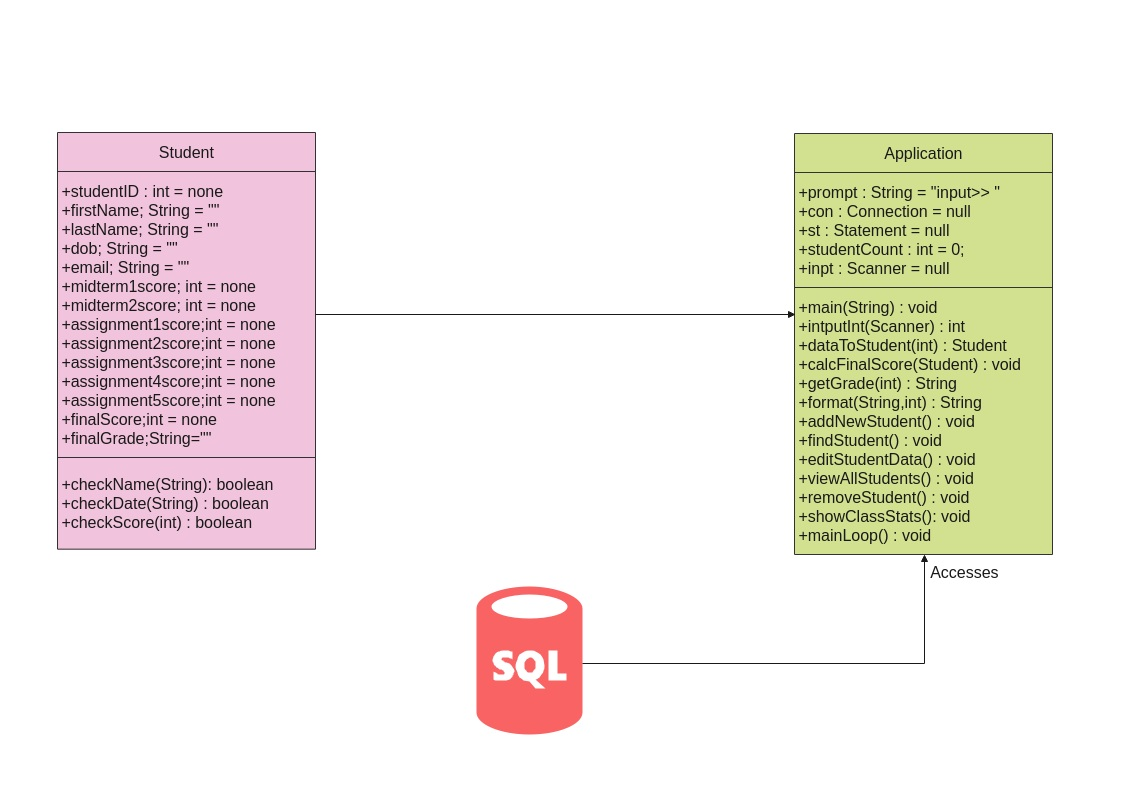 Student
+studentID : int = none
+firstName; String = ""
+lastName; String = ""
+dob; String = ""
+email; String = ""
+midterm1score; int = none
+midterm2score; int = none
+assignment1score;int = none
+assignment2score;int = none
+assignment3score;int = none
+assignment4score;int = none
+assignment5score;int = none
+finalScore;int = none
+finalGrade;String=""
+checkName(String): boolean
+checkDate(String) : boolean
+checkScore(int) : boolean
Application
+prompt : String = "input>> "
+con : Connection = null
+st : Statement = null
+studentCount : int = 0;
+inpt : Scanner = null
+main(String) : void
+intputInt(Scanner) : int
+dataToStudent(int) : Student
+calcFinalScore(Student) : void
+getGrade(int) : String
+format(String,int) : String
+addNewStudent() : void
+findStudent() : void
+editStudentData() : void
+viewAllStudents() : void
+removeStudent() : void
+showClassStats(): void
+mainLoop() : void
Accesses
SQL